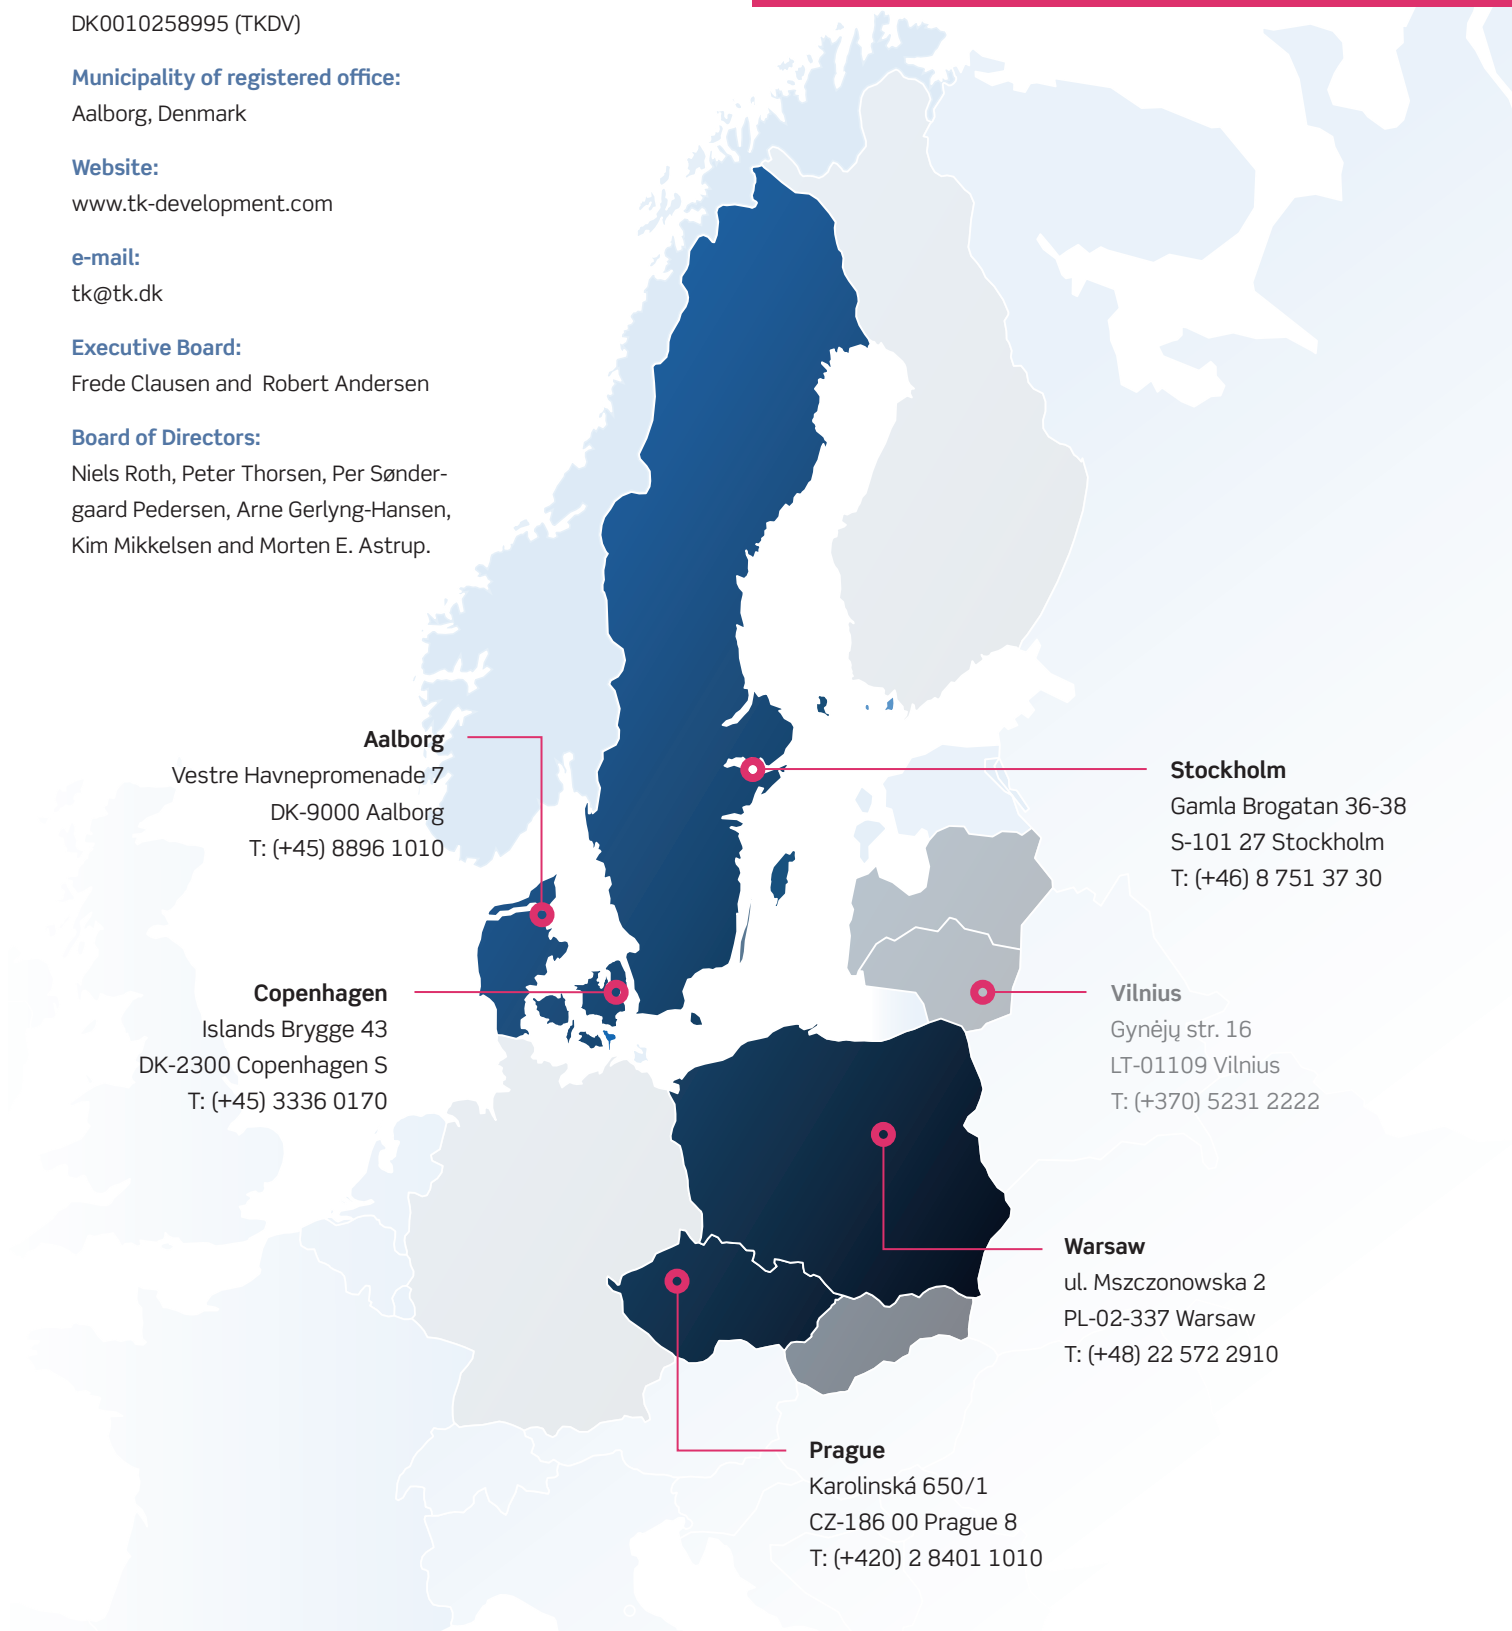 DK0010258995 (TKDV)
Municipality of registered office:
Aalborg, Denmark
Website:
www.tk-development.com
e-mail:
tk@tk.dk
Executive Board:
Frede Clausen and  Robert Andersen
Board of Directors:
Niels Roth, Peter Thorsen, Per Sønder-
gaard Pedersen, Arne Gerlyng-Hansen,
Kim Mikkelsen and Morten E. Astrup.
Aalborg
Vestre Havnepromenade 7
DK-9000 Aalborg
T: (+45) 8896 1010
Stockholm
Gamla Brogatan 36-38
S-101 27 Stockholm
T: (+46) 8 751 37 30
Copenhagen
Islands Brygge 43
DK-2300 Copenhagen S
T: (+45) 3336 0170
Vilnius
Gynėjų str. 16
LT-01109 Vilnius
T: (+370) 5231 2222
Warsaw
ul. Mszczonowska 2
PL-02-337 Warsaw
T: (+48) 22 572 2910
Prague
Karolinská 650/1
CZ-186 00 Prague 8
T: (+420) 2 8401 1010